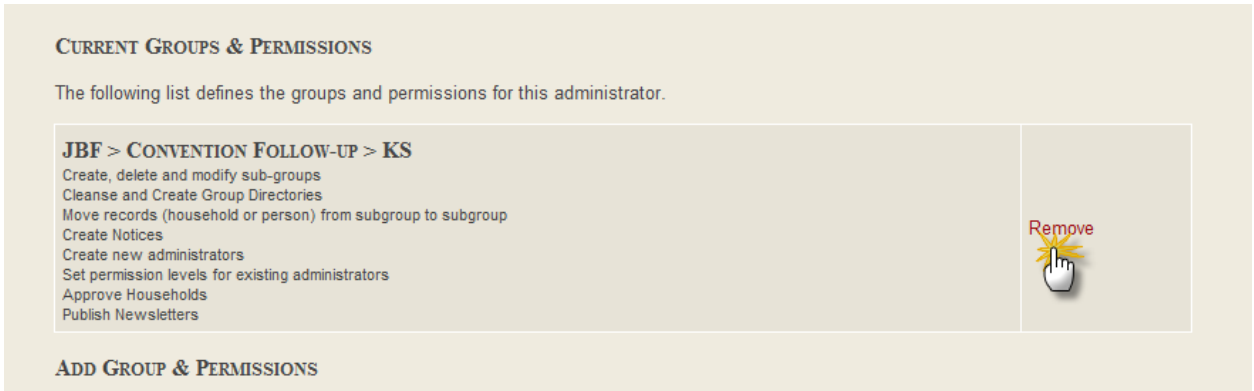 CURRENT GROUPS & PERMISSIONS
The following list defines the groups and permissions for this administrator.
JBF > CONVENTION FOLLOW-UP > KS
Create, delete and modify sub-groups
Cleanse and Create Group Directories
Move records (household or person) from subgroup to subgroup
Create Notices
Create new administrators
Set permission levels for existing administrators
Approve Households
Publish Newsletters
Remove
ADD GROUP & PERMISSIONS